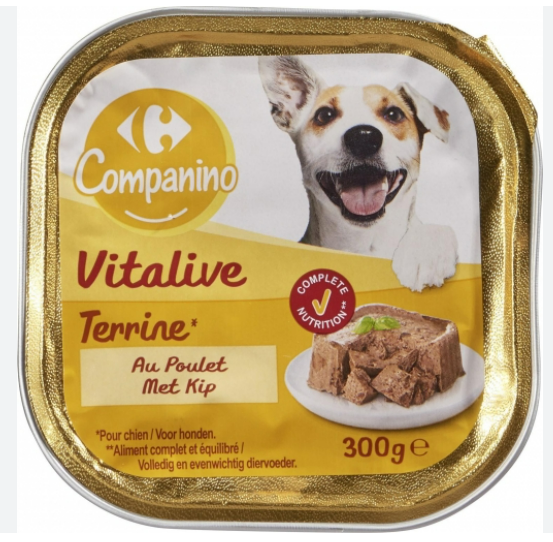 Companino
Vitalive
COMPLETE
NUTRITION**
Terrine*
Au Poulet
Met Kip
*Pour chien / Voor honden.
**Aliment complet et équilibré /
Volledig en evenwichtig diervoeder.
300g e